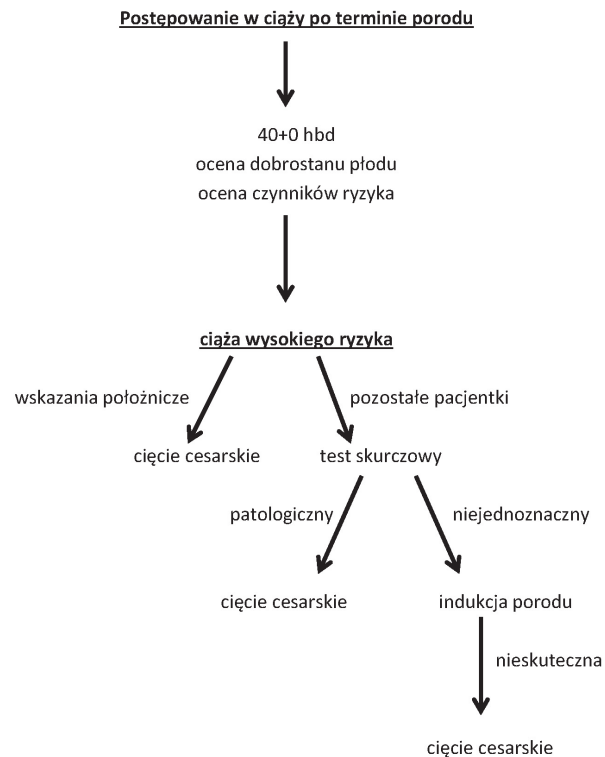 Postępowanie w ciąży po terminie porodu
40+0 hbd
ocena dobrostanu płodu
ocena czynników ryzyka
ciąża wysokiego ryzyka
wskazania położnicze
pozostałe pacjentki
cięcie cesarskie
test skurczowy
patologiczny
niejednoznaczny
cięcie cesarskie
indukcja porodu
nieskuteczna
cięcie cesarskie